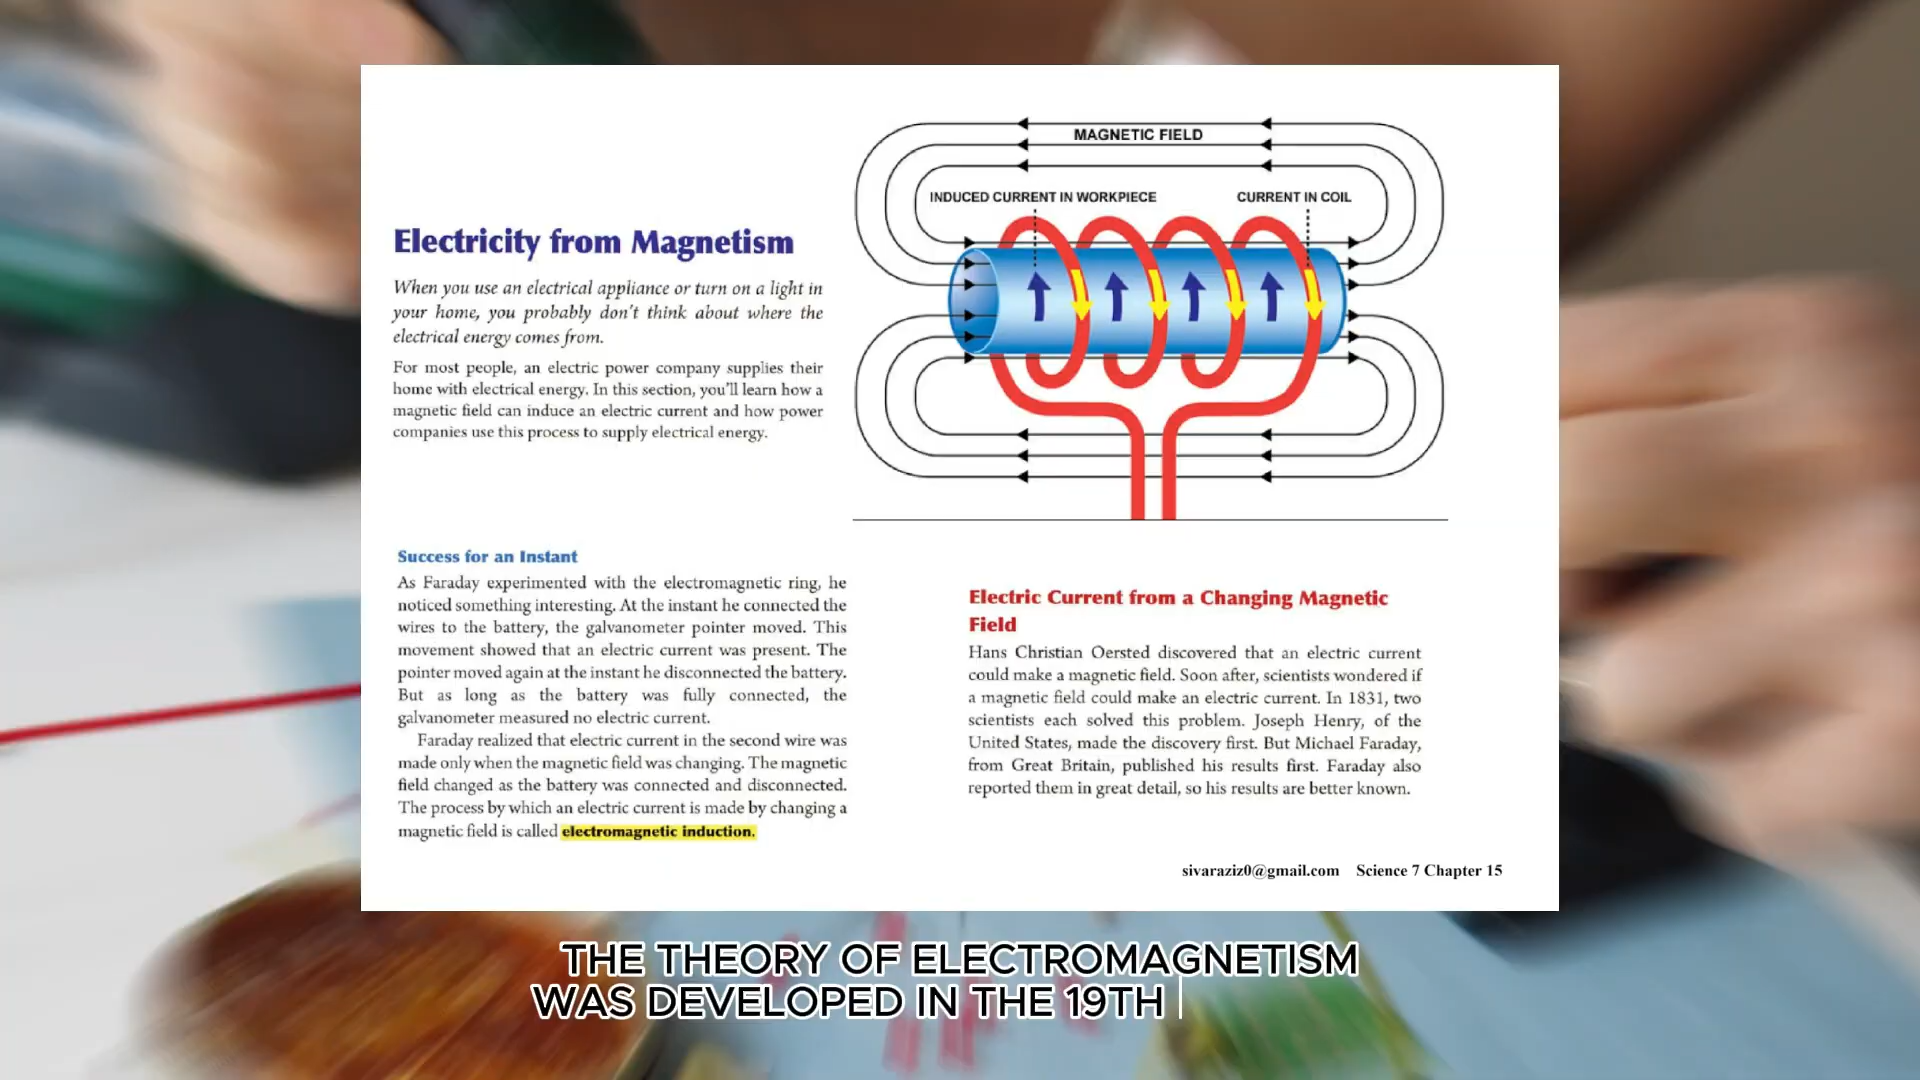 MAGNETIC FIELD
INDUCED CURRENT IN WORKPIECE
CURRENT IN COIL
Electricity from Magnetism
When you use an electrical appliance or turn on a light in
your home, you probably don't think about where the
electrical energy comes from.
For most people, an electric power company supplies their
home with electrical energy. In this section, you'll learn how a
magnetic field can induce an electric current and how power
companies use this process to supply electrical energy.
Success for an Instant
As Faraday experimented with the electromagnetic ring, he
noticed something interesting. At the instant he connected the
wires to the battery, the galvanometer pointer moved. This
movement showed that an electric current was present. The
pointer moved again at the instant he disconnected the battery.
But as long as the battery was fully connected, the
galvanometer measured no electric current.
Faraday realized that electric current in the second wire was
made only when the magnetic field was changing. The magnetic
field changed as the battery was connected and disconnected.
The process by which an electric current is made by changing a
magnetic field is called electromagnetic induction.
Electric Current from a Changing Magnetic
Field
Hans Christian Oersted discovered that an electric current
could make a magnetic field. Soon after, scientists wondered if
a magnetic field could make an electric current. In 1831, two
scientists each solved this problem. Joseph Henry, of the
United States, made the discovery first. But Michael Faraday,
from Great Britain, published his results first. Faraday also
reported them in great detail, so his results are better known.
sivaraziz0@gmail.com Science 7 Chapter 15
THE THEORY OF ELECTROMAGNETISM
WAS DEVELOPED IN THE 19TH